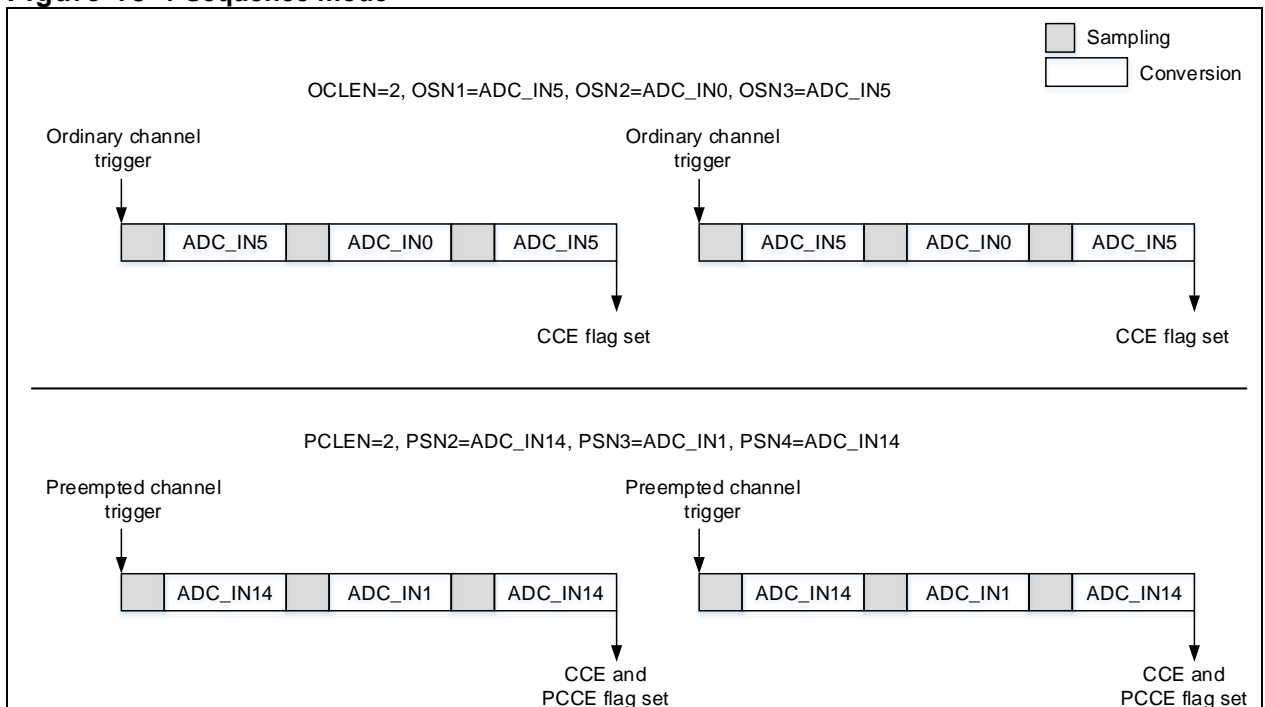 Figure 18-4 Sequence mode
Sampling
Conversion
OCLEN=2, OSN1=ADC_IN5, OSN2=ADC_IN0, OSN3=ADC_IN5
Ordinary channel
trigger
Ordinary channel
trigger
ADC_IN5
ADC_IN0
ADC_IN5
ADC_IN5
ADC_IN0
ADC_IN5
CCE flag set
CCE flag set
PCLEN=2, PSN2=ADC_IN14, PSN3=ADC_IN1, PSN4=ADC_IN14
Preempted channel
trigger
Preempted channel
trigger
ADC_IN14
ADC_IN1
ADC_IN14
ADC_IN14
ADC_IN1
ADC_IN14
CCE and
PCCE flag set
CCE and
PCCE flag set